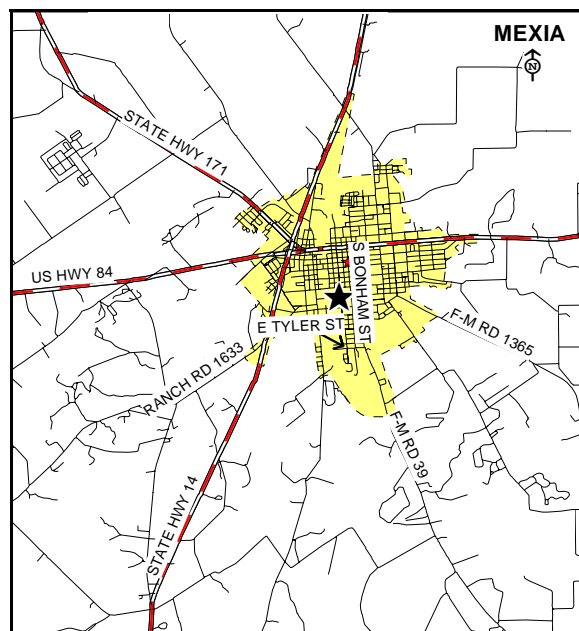 MEXIA
N
STATE HWY 171
S BONHAM ST
US HWY 84
E TYLER ST
F-M RD 1365
RANCH RD 1633
F-M RD 39
STATE HWY 14